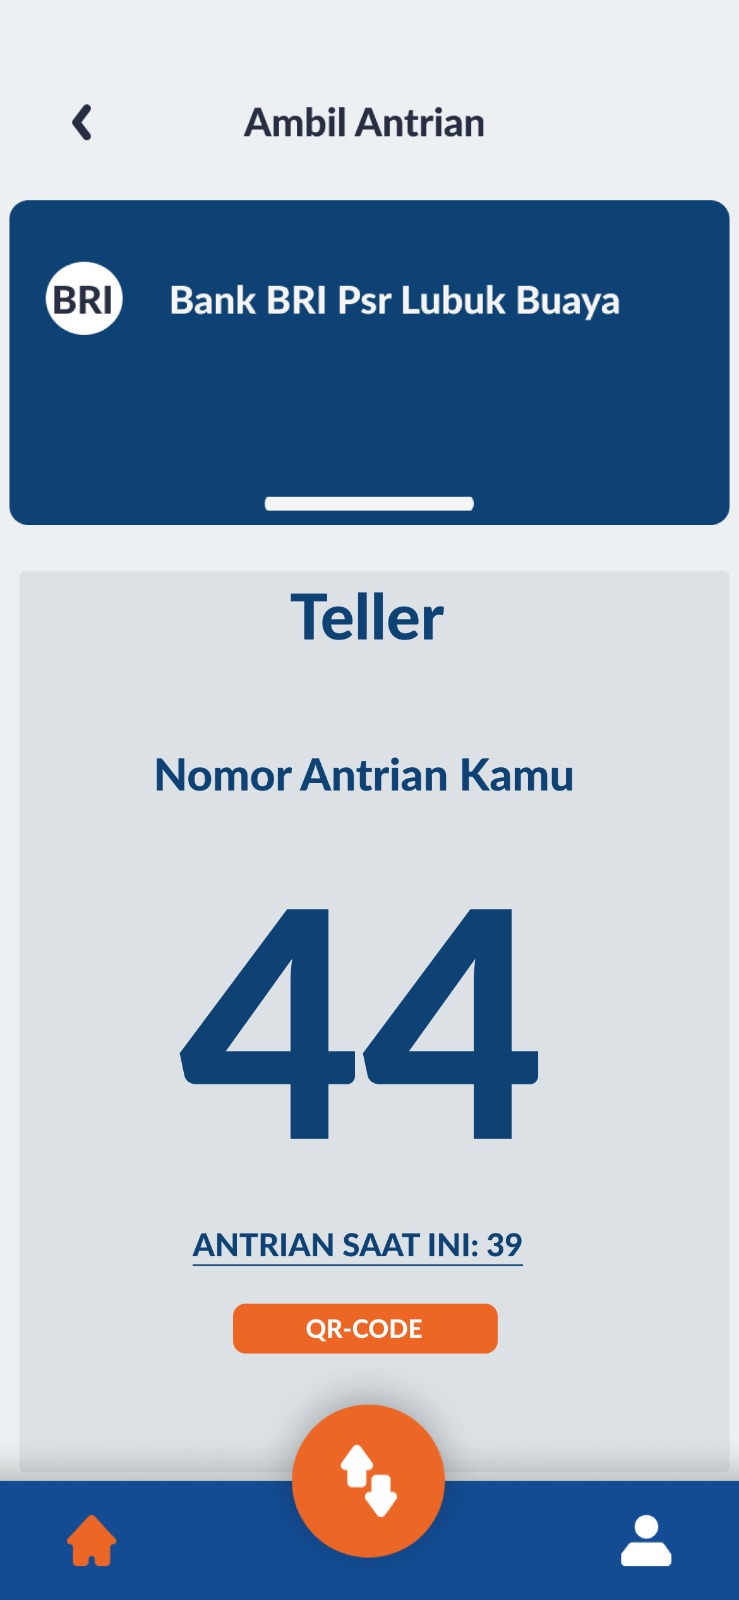 Ambil Antrian
BRI
Bank BRI Psr Lubuk Buaya
Teller
Nomor Antrian Kamu
44
ANTRIAN SAAT INI: 39
QR-CODE